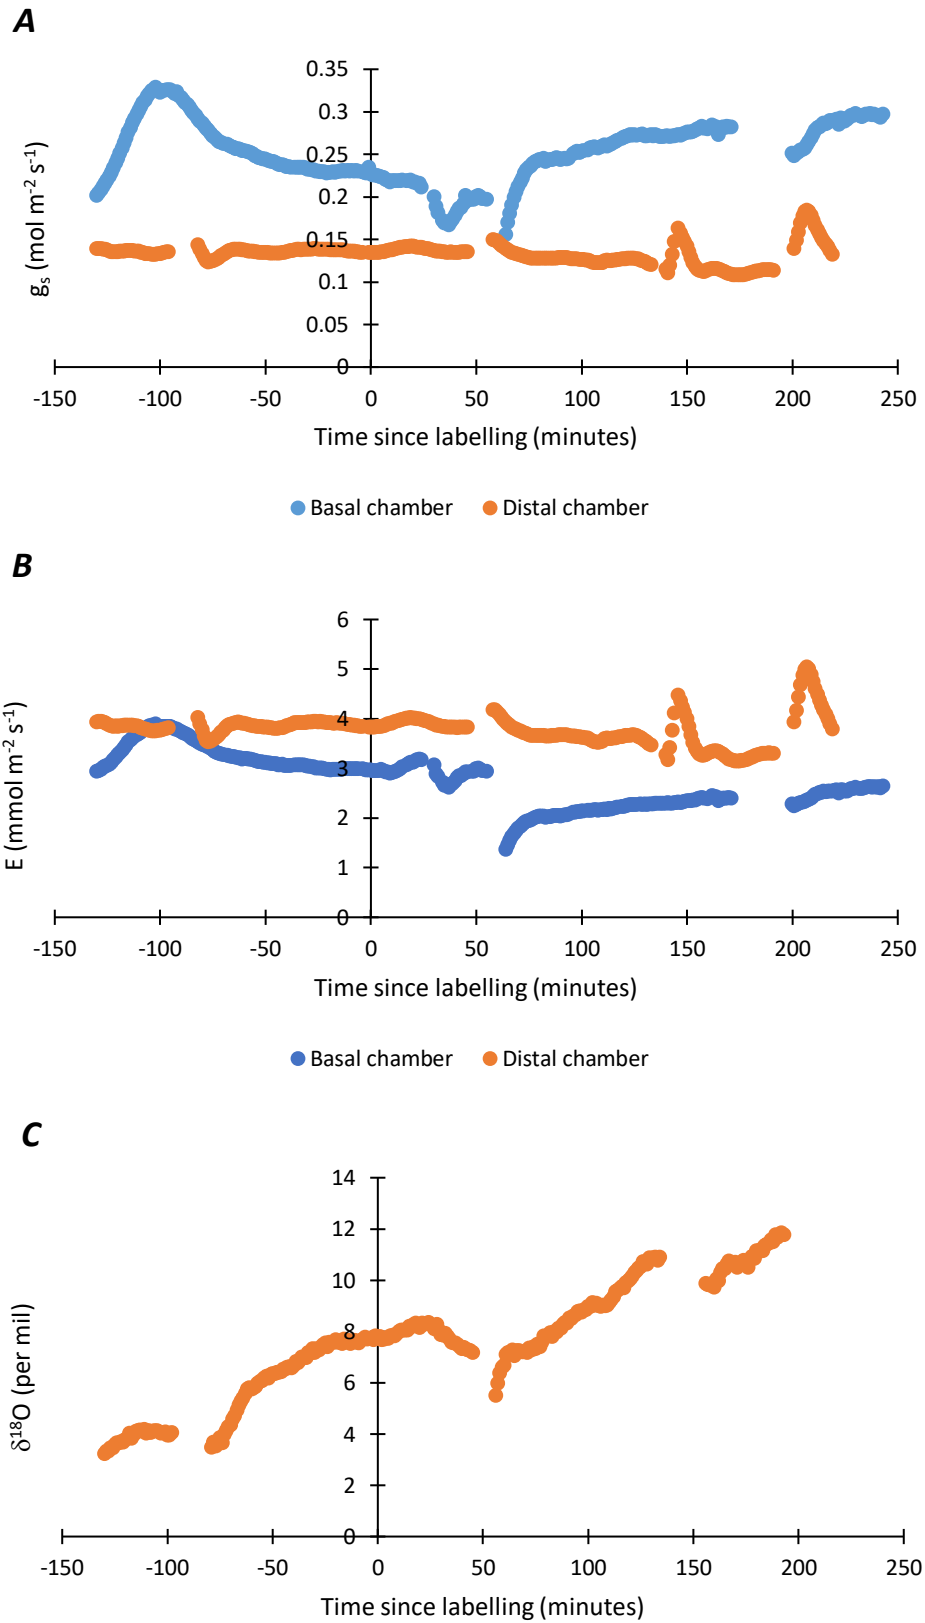 A
0.35
0.3
0.25
0.2
0.15
0.1
0.05
0
gs (mol m-2 s-1)
-150 -100 -50 0 50 100 150 200 250
Time since labelling (minutes)
Basal chamber Distal chamber
B
6
5
4
3
2
1
0
E (mmol m-2 s-1)
-150 -100 -50 0 50 100 150 200 250
Time since labelling (minutes)
Basal chamber Distal chamber
C
14
12
10
8
6
4
2
0
δ18O (per mil)
-150 -100 -50 0 50 100 150 200 250
Time since labelling (minutes)